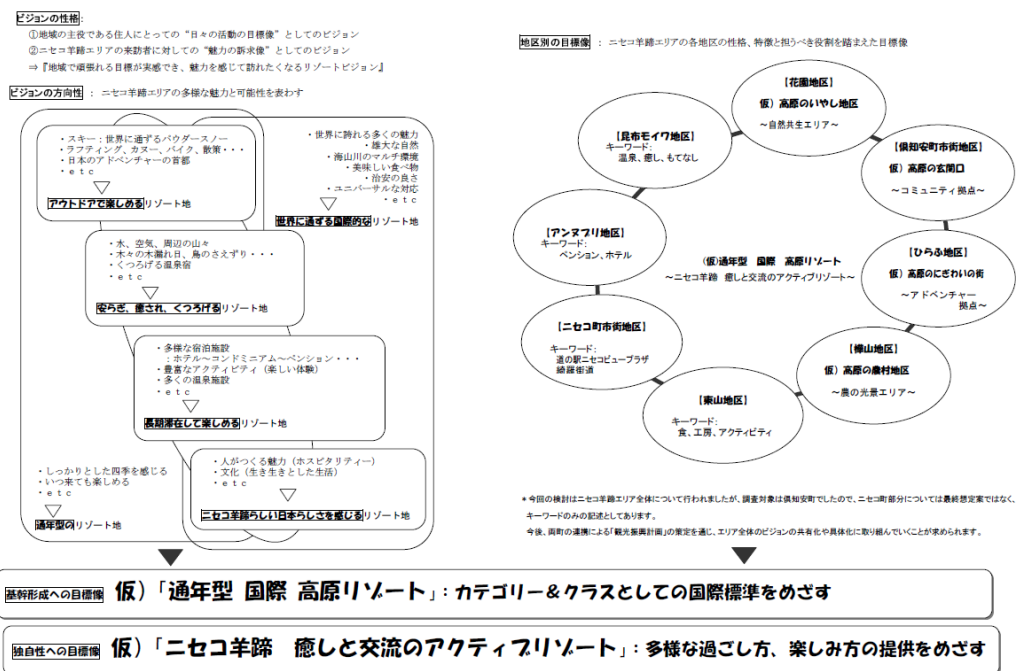 ビジョンの性格:
①地域の主役である住人にとっての“日々の活動の目標像”としてのビジョン
②ニセコ羊蹄エリアの来訪者に対しての“魅力の訴求像”としてのビジョン
⇒『地域で頑張れる目標が実感でき、魅力を感じて訪れたくなるリゾートビジョン』
ビジョンの方向性 : ニセコ羊蹄エリアの多様な魅力と可能性を表わす
・スキー:世界に通ずるパウダースノー
・ラフティング、カヌー、バイク、散策・・・
・日本のアドベンチャーの首都
・etc
アウトドアで楽しめるリゾート地
・世界に誇れる多くの魅力
・雄大な自然
・海山川のマルチ環境
・美味しい食べ物
・治安の良さ
・ユニバーサルな対応
・etc
世界に通ずる国際的なリゾート地
・水、空気、周辺の山々
・木々の木漏れ日、鳥のさえずり・・・
・くつろげる温泉宿
・etc
安らぎ、癒され、くつろげるリゾート地
・多様な宿泊施設
:ホテル~コンドミニアム~ペンション・・・
・豊富なアクティビティ(楽しい体験)
・多くの温泉施設
・etc
長期滞在して楽しめるリゾート地
・しっかりとした四季を感じる
・いつ来ても楽しめる
・etc
通年型のリゾート地
・人がつくる魅力(ホスピタリティー)
・文化(生き生きとした生活)
・etc
ニセコ羊蹄らしい日本らしさを感じるリゾート地
地区別の目標像 : ニセコ羊蹄エリアの各地区の性格、特徴と担うべき役割を踏まえた目標像
【花園地区】
仮)高原のいやし地区
~自然共生エリア~
【昆布モイワ地区】
キーワード:
温泉、癒し、もてなし
【倶知安町市街地区】
仮)高原の玄関口
~コミュニティ拠点~
【アンヌプリ地区】
キーワード:
ペンション、ホテル
(仮)通年型 国際 高原リゾート
~ニセコ羊蹄 癒しと交流のアクティブリゾート~
【ひらふ地区】
仮)高原のにぎわいの街
~アドベンチャー
拠点~
【ニセコ町市街地区】
キーワード:
道の駅ニセコビュープラザ
綺羅街道
【樺山地区】
仮)高原の農村地区
~農の光景エリア~
【東山地区】
キーワード:
食、工房、アクティビティ
*今回の検討はニセコ羊蹄エリア全体について行われましたが、調査対象は倶知安町でしたので、ニセコ町部分については最終想定案ではなく、
キーワードのみの記述としてあります。
今後、両町の連携による「観光振興計画」の策定を通じ、エリア全体のビジョンの共有化や具体化に取り組んでいくことが求められます。
基幹形成への目標像 仮)「通年型 国際 高原リゾート」:カテゴリー&クラスとしての国際標準をめざす
独自性への目標像 仮)「ニセコ羊蹄 癒しと交流のアクティブリゾート」:多様な過ごし方、楽しみ方の提供をめざす